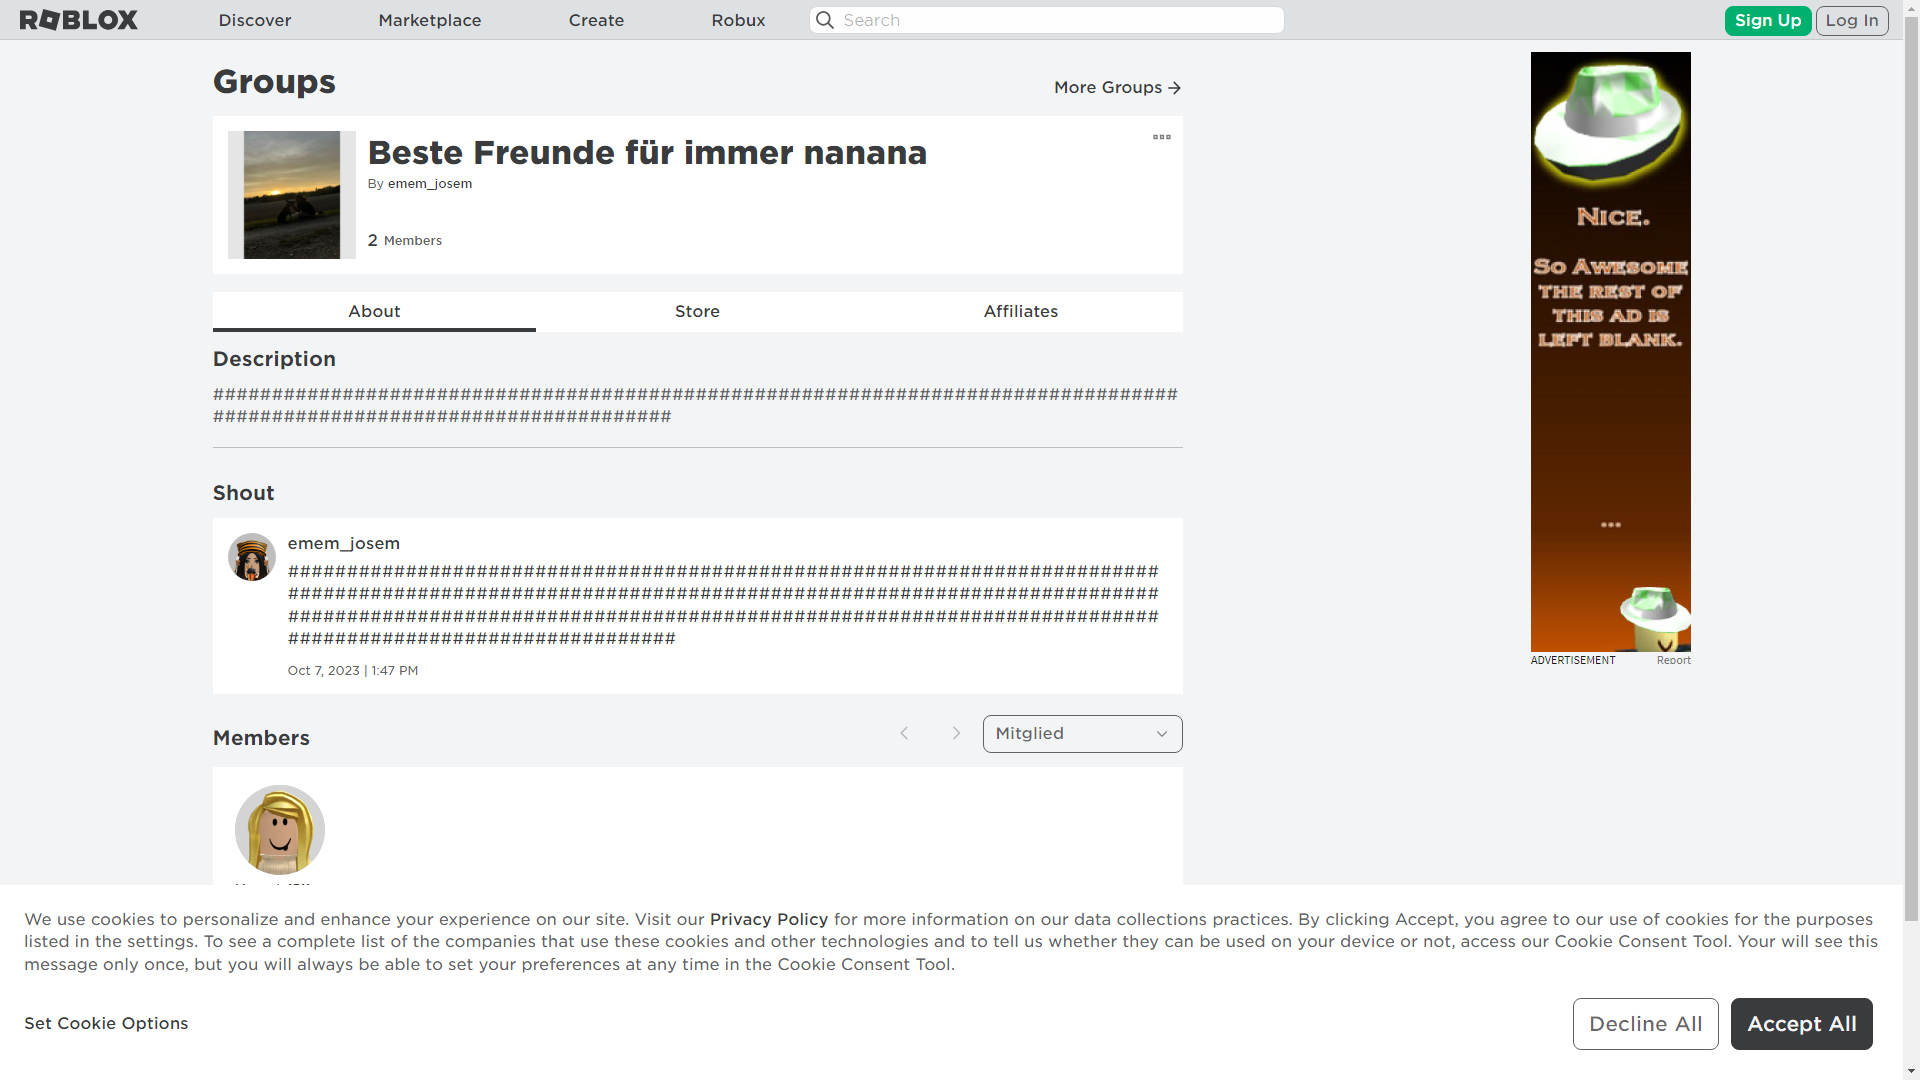 ROBLOX
Discover
Marketplace
Create
Robux
Search
Sign Up
Log In
Groups
More Groups
Beste Freunde für immer nanana
By emem_josem
2 Members
About
Store
Affiliates
Description
##################################################################################
#######################################
Shout
emem_josem
##########################################################################
##########################################################################
##########################################################################
#################################
Oct 7, 2023 | 1:47 PM
Members
Mitglied
NICE.
SO AWESOME
THE REST OF
THIS AD IS
LEFT BLANK.
...
ADVERTISEMENT
Report
We use cookies to personalize and enhance your experience on our site. Visit our Privacy Policy for more information on our data collections practices. By clicking Accept, you agree to our use of cookies for the purposes
listed in the settings. To see a complete list of the companies that use these cookies and other technologies and to tell us whether they can be used on your device or not, access our Cookie Consent Tool. Your will see this
message only once, but you will always be able to set your preferences at any time in the Cookie Consent Tool.
Set Cookie Options
Decline All
Accept All